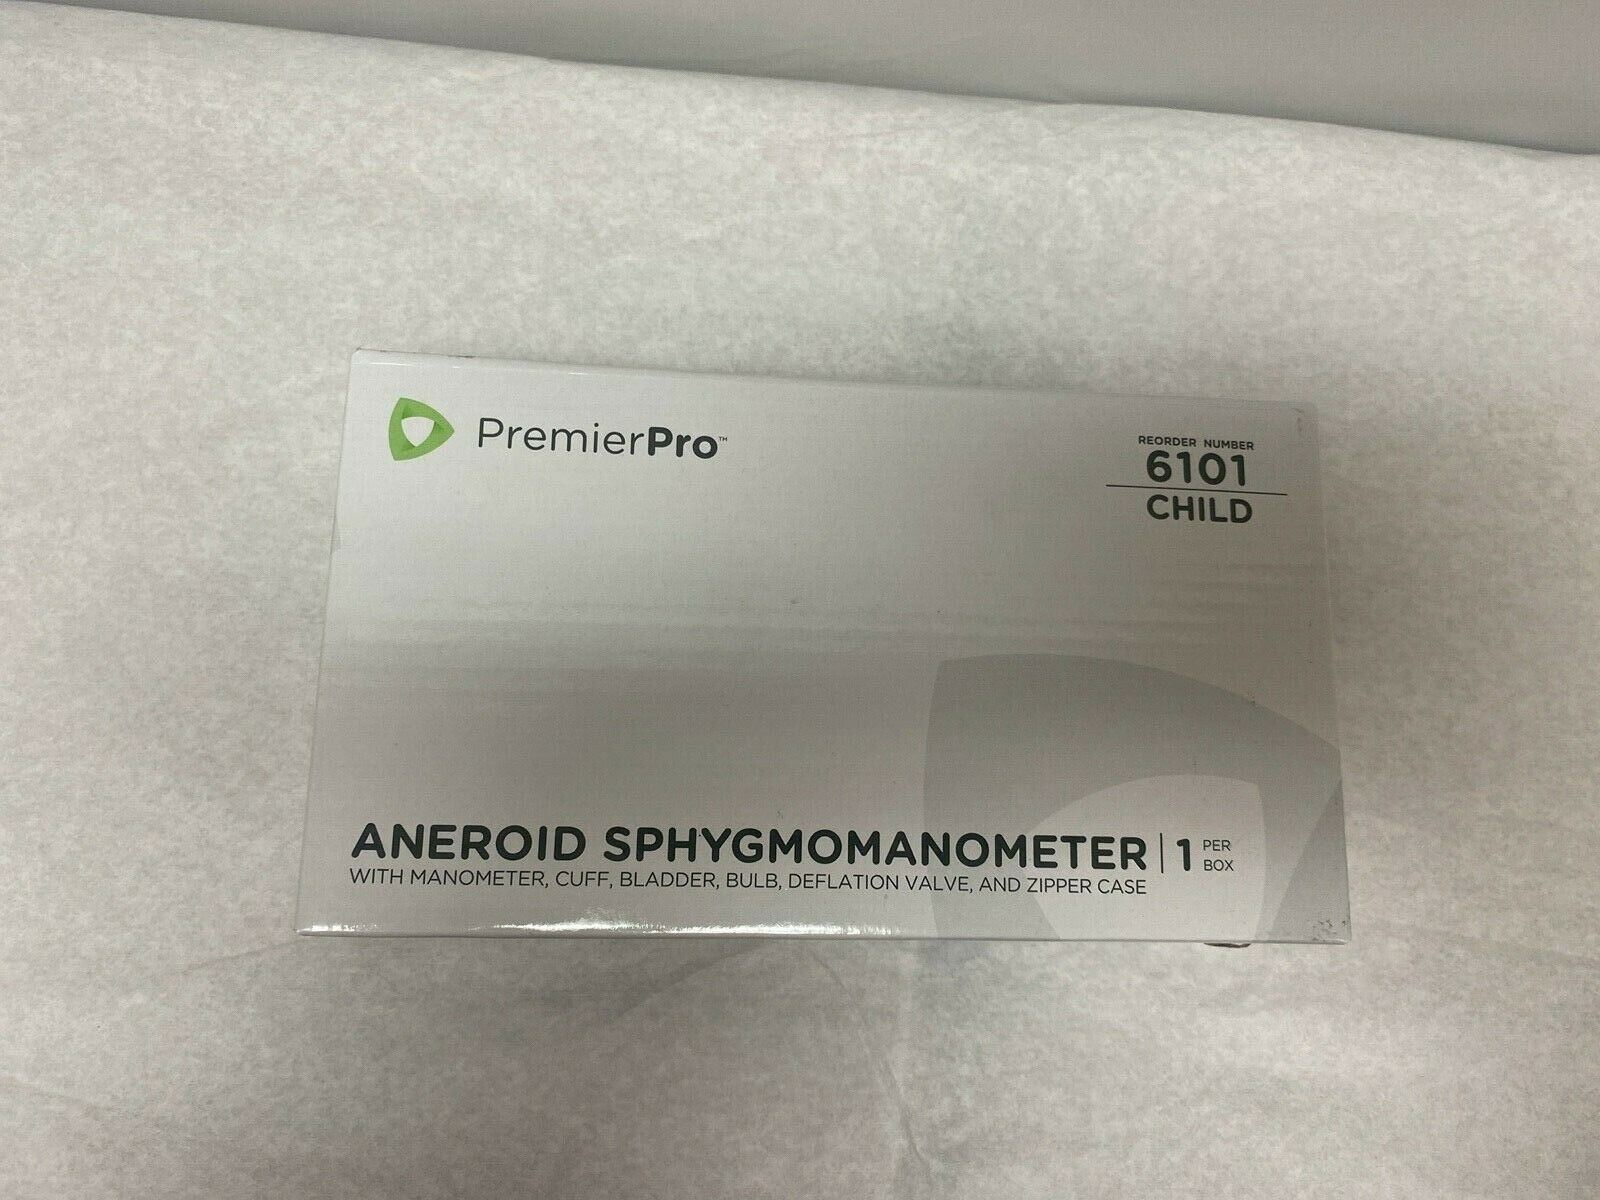 PremierPro™
REORDER NUMBER
6101
CHILD
ANEROID SPHYGMOMANOMETER | 1 PER BOX
WITH MANOMETER, CUFF, BLADDER, BULB, DEFLATION VALVE, AND ZIPPER CASE